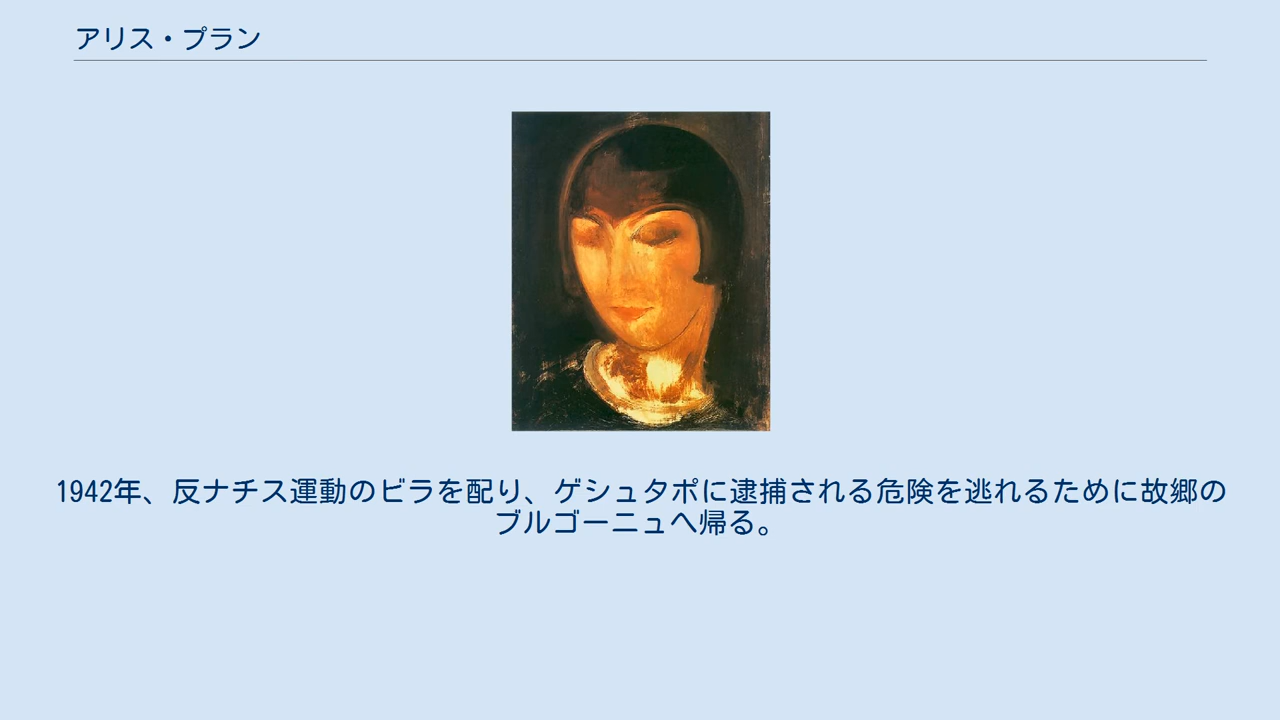 アリス・プラン
1942年、反ナチス運動のビラを配り、ゲシュタポに逮捕される危険を逃れるために故郷の
ブルゴーニュへ帰る。